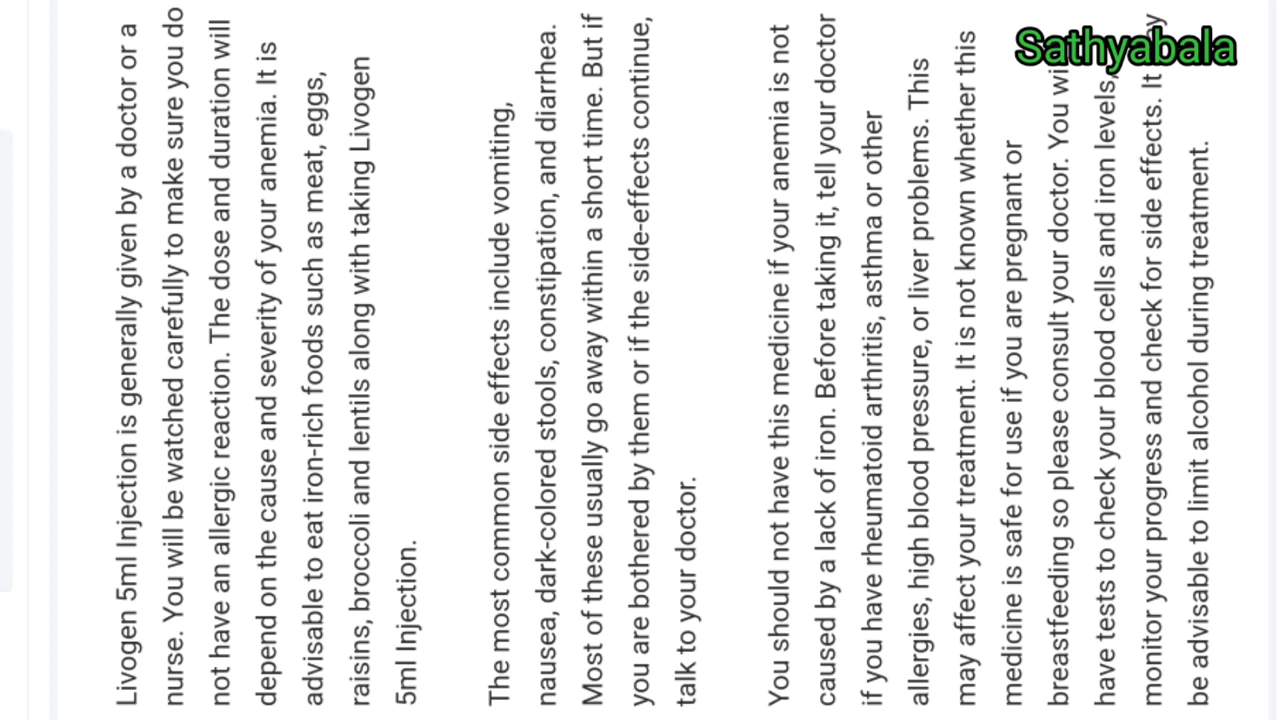 Livogen 5ml Injection is generally given by a doctor or a
nurse. You will be watched carefully to make sure you do
not have an allergic reaction. The dose and duration will
depend on the cause and severity of your anemia. It is
advisable to eat iron-rich foods such as meat, eggs,
raisins, broccoli and lentils along with taking Livogen
5ml Injection.
The most common side effects include vomiting,
nausea, dark-colored stools, constipation, and diarrhea.
Most of these usually go away within a short time. But if
you are bothered by them or if the side-effects continue,
talk to your doctor.
You should not have this medicine if your anemia is not
caused by a lack of iron. Before taking it, tell your doctor
if you have rheumatoid arthritis, asthma or other
allergies, high blood pressure, or liver problems. This
may affect your treatment. It is not known whether this
medicine is safe for use if you are pregnant or
breastfeeding so please consult your doctor. You
have tests to check your blood cells and iron levels,
monitor your progress and check for side effects. It
be advisable to limit alcohol during treatment.
Sathyabala